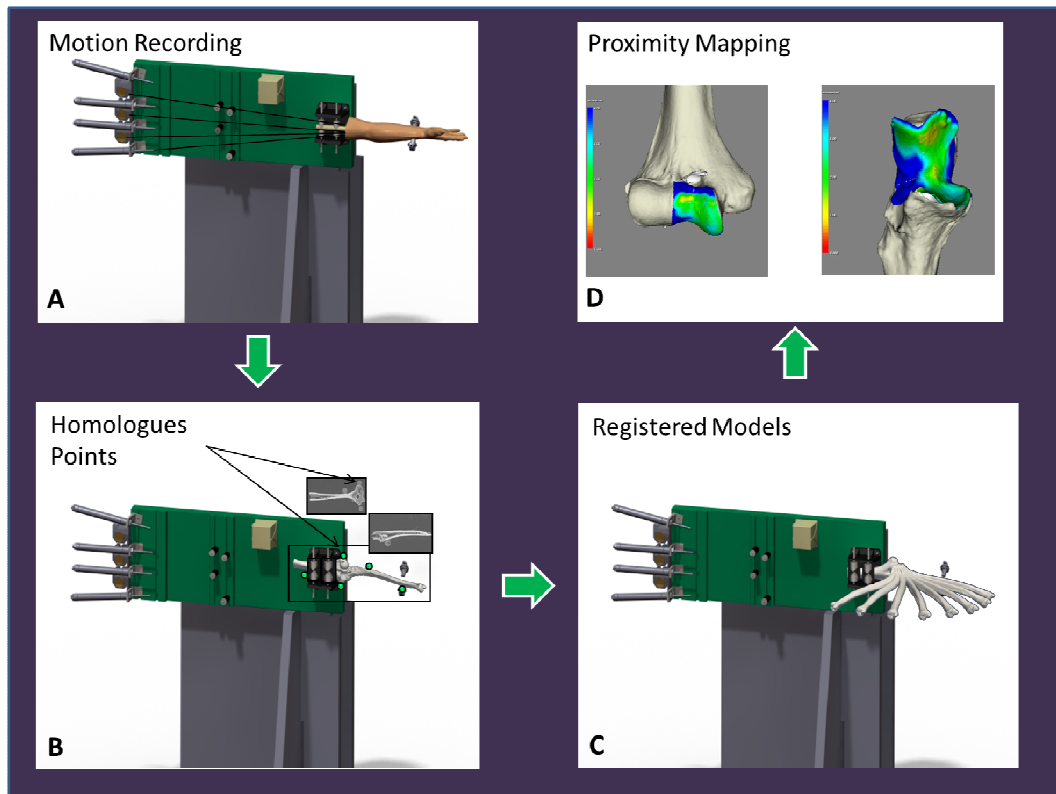 Motion Recording
A
Proximity Mapping
D
Homologues
Points
B
Registered Models
C